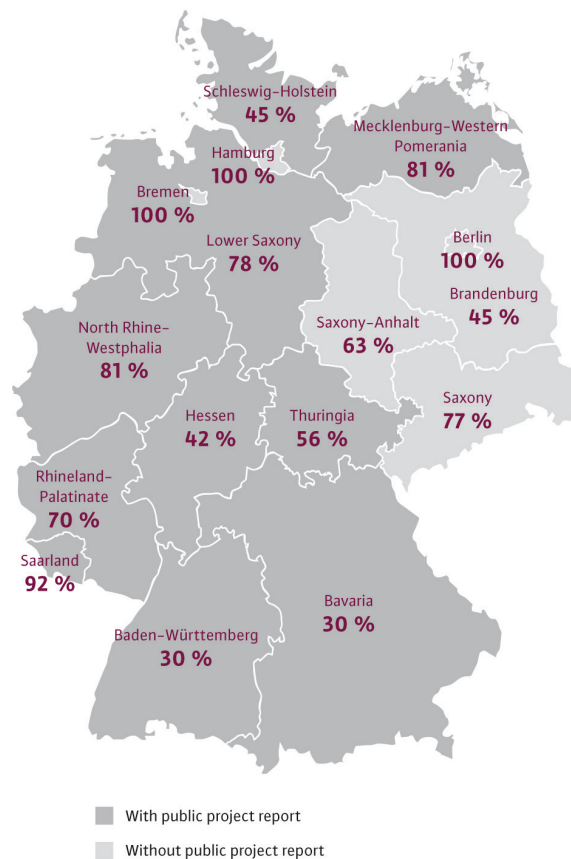 Schleswig-Holstein
45 %
Mecklenburg-Western
Pomerania
81 %
Hamburg
100 %
Bremen
100 %
Lower Saxony
78 %
Berlin
100 %
Brandenburg
45 %
Saxony-Anhalt
63 %
North Rhine-
Westphalia
81 %
Hessen
42 %
Thuringia
56 %
Saxony
77 %
Rhineland-
Palatinate
70 %
Saarland
92 %
Bavaria
30 %
Baden-Württemberg
30 %
With public project report
Without public project report